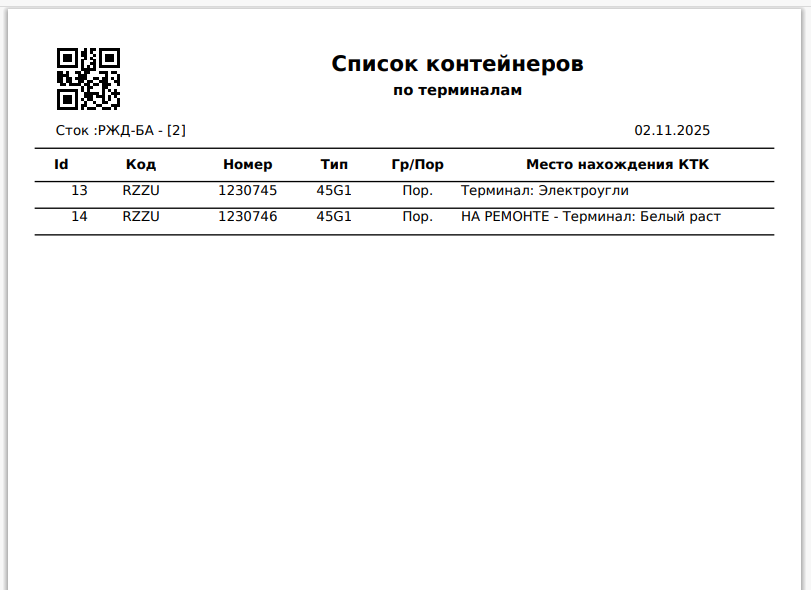 Список контейнеров
по терминалам
Сток :РЖД-БА - [2] 02.11.2025
Id Код Номер Тип Гр/Пор Место нахождения КТК
13 RZZU 1230745 45G1 Пор. Терминал: Электроугли
14 RZZU 1230746 45G1 Пор. НА РЕМОНТЕ - Терминал: Белый раст